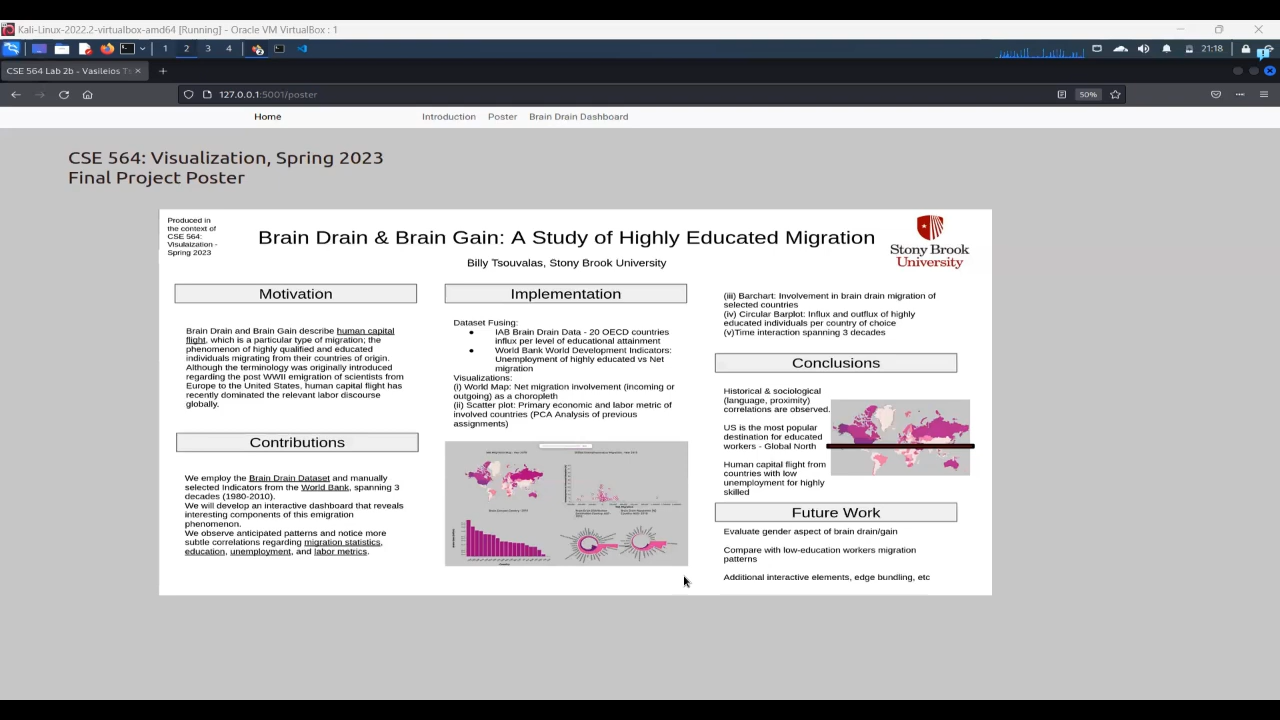 Kali-Linux-2022.2-virtualbox-amd64 [Running] - Oracle VM VirtualBox : 1
1 2 3 4
21:18
CSE 564 Lab 2b - Vasileios Ts
127.0.0.1:5001/poster
50%
Home Introduction Poster Brain Drain Dashboard
CSE 564: Visualization, Spring 2023
Final Project Poster
Produced in
the context of
CSE 564:
Visulaization -
Spring 2023
Brain Drain & Brain Gain: A Study of Highly Educated Migration
Billy Tsouvalas, Stony Brook University
Stony Brook
University
Motivation
Brain Drain and Brain Gain describe human capital
flight, which is a particular type of migration; the
phenomenon of highly qualified and educated
individuals migrating from their countries of origin.
Although the terminology was originally introduced
regarding the post WWII emigration of scientists from
Europe to the United States, human capital flight has
recently dominated the relevant labor discourse
globally.
Contributions
We employ the Brain Drain Dataset and manually
selected Indicators from the World Bank, spanning 3
decades (1980-2010).
We will develop an interactive dashboard that reveals
interesting components of this emigration
phenomenon.
We observe anticipated patterns and notice more
subtle correlations regarding migration statistics,
education, unemployment, and labor metrics.
Implementation
Dataset Fusing:
● IAB Brain Drain Data - 20 OECD countries
influx per level of educational attainment
● World Bank World Development Indicators:
Unemployment of highly educated vs Net
migration
Visualizations:
(i) World Map: Net migration involvement (incoming or
outgoing) as a choropleth
(ii) Scatter plot: Primary economic and labor metric of
involved countries (PCA Analysis of previous
assignments)
(iii) Barchart: Involvement in brain drain migration of
selected countries
(iv) Circular Barplot: Influx and outflux of highly
educated individuals per country of choice
(v)Time interaction spanning 3 decades
Conclusions
Historical & sociological
(language, proximity)
correlations are observed.
US is the most popular
destination for educated
workers - Global North
Human capital flight from
countries with low
unemployment for highly
skilled
Future Work
Evaluate gender aspect of brain drain/gain
Compare with low-education workers migration
patterns
Additional interactive elements, edge bundling, etc